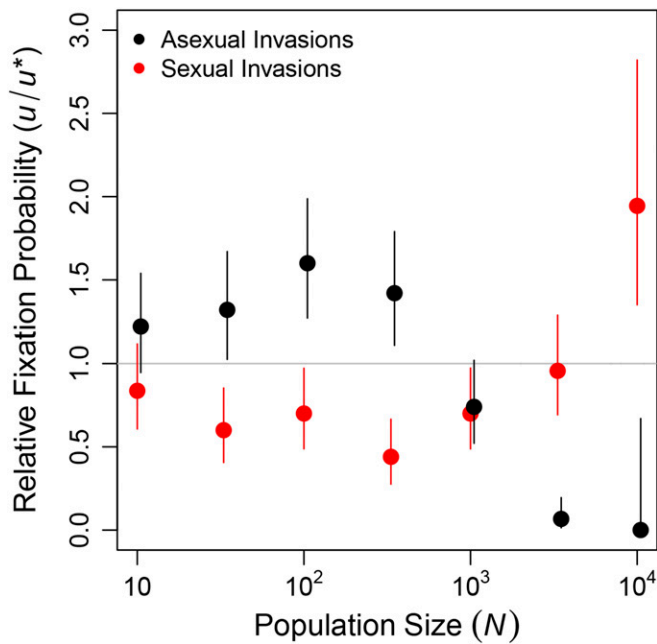 Relative Fixation Probability (u/u*)
3.0
2.5
2.0
1.5
1.0
0.5
0.0
Asexual Invasions
Sexual Invasions
10 10² 10³ 10⁴
Population Size (N)